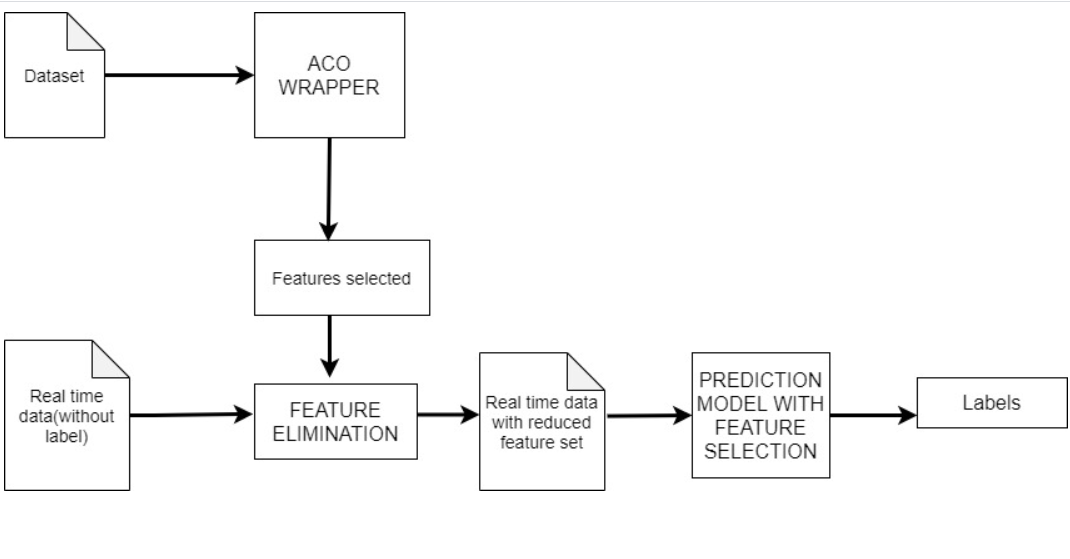 Dataset
ACO
WRAPPER
Features selected
Real time
data(without
label)
FEATURE
ELIMINATION
Real time data
with reduced
feature set
PREDICTION
MODEL WITH
FEATURE
SELECTION
Labels